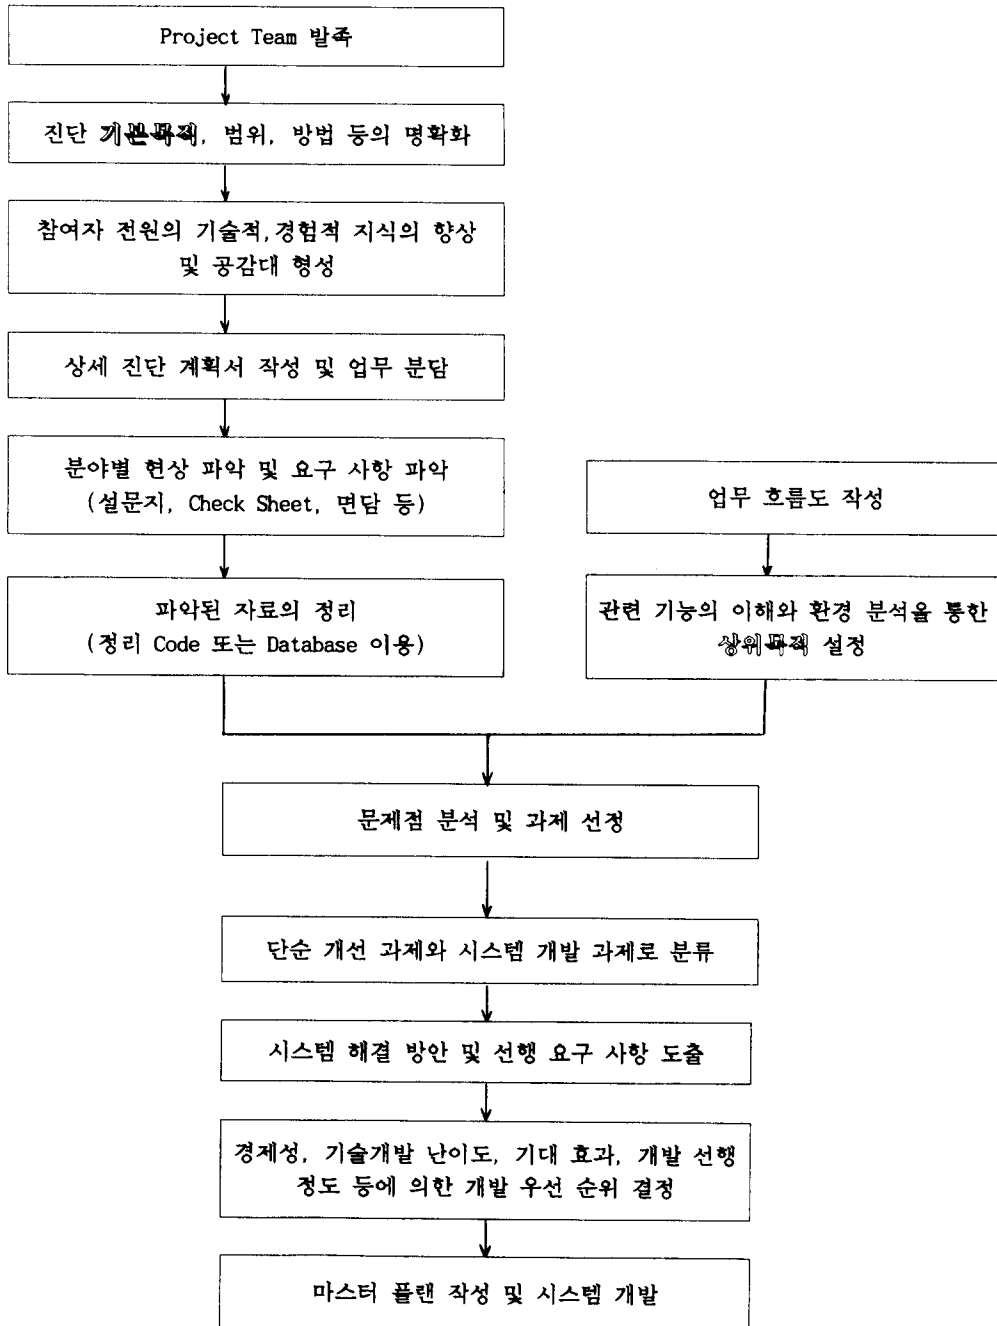 Project Team 발족
진단 기본목적, 범위, 방법 등의 명확화
참여자 전원의 기술적,경험적 지식의 향상
및 공감대 형성
상세 진단 계획서 작성 및 업무 분담
분야별 현상 파악 및 요구 사항 파악
(설문지, Check Sheet, 면담 등)
파악된 자료의 정리
(정리 Code 또는 Database 이용)
업무 흐름도 작성
관련 기능의 이해와 환경 분석을 통한
상위목적 설정
문제점 분석 및 과제 선정
단순 개선 과제와 시스템 개발 과제로 분류
시스템 해결 방안 및 선행 요구 사항 도출
경제성, 기술개발 난이도, 기대 효과, 개발 선행
정도 등에 의한 개발 우선 순위 결정
마스터 플랜 작성 및 시스템 개발